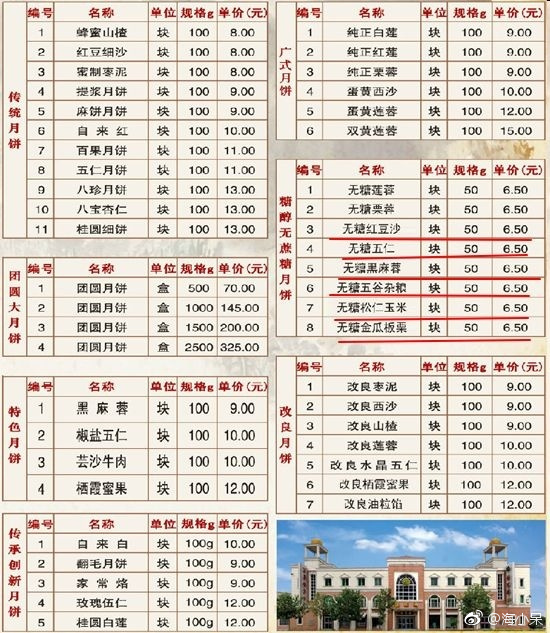 传统月饼
编号 名称 单位 规格g 单价(元)
1 蜂蜜山楂 块 100 8.00
2 红豆细沙 块 100 8.00
3 蜜制枣泥 块 100 8.00
4 提浆月饼 块 100 9.00
5 麻饼月饼 块 100 9.00
6 自来红 块 100 10.00
7 百果月饼 块 100 11.00
8 五仁月饼 块 100 11.00
9 八珍月饼 块 100 13.00
10 八宝杏仁 块 100 13.00
11 桂圆细饼 块 100 13.00
团圆大月饼
编号 名称 单位 规格g 单价(元)
1 团圆月饼 盒 500 70.00
2 团圆月饼 盒 1000 145.00
3 团圆月饼 盒 1500 200.00
4 团圆月饼 盒 2500 325.00
特色月饼
编号 名称 单位 规格g 单价(元)
1 黑麻蓉 块 100 9.00
2 椒盐五仁 块 100 10.00
3 芸沙牛肉 块 100 10.00
4 栖霞蜜果 块 100 12.00
传承创新月饼
编号 名称 单位 规格g 单价(元)
1 自来白 块 100g 10.00
2 翻毛月饼 块 100g 9.00
3 家常烙 块 100g 9.00
4 玫瑰伍仁 块 100g 12.00
5 桂圆白莲 块 100g 12.00
广式月饼
编号 名称 单位 规格g 单价(元)
1 纯正白莲 块 100 9.00
2 纯正红莲 块 100 9.00
3 纯正栗蓉 块 100 9.00
4 蛋黄西沙 块 100 10.00
5 蛋黄莲蓉 块 100 12.00
6 双黄莲蓉 块 100 15.00
糖醇无蔗糖月饼
编号 名称 单位 规格g 单价(元)
1 无糖莲蓉 块 50 6.50
2 无糖栗蓉 块 50 6.50
3 无糖红豆沙 块 50 6.50
4 无糖五仁 块 50 6.50
5 无糖黑麻蓉 块 50 6.50
6 无糖五谷杂粮 块 50 6.50
7 无糖松仁玉米 块 50 6.50
8 无糖金瓜板栗 块 50 6.50
改良月饼
编号 名称 单位 规格g 单价(元)
1 改良枣泥 块 100 9.00
2 改良西沙 块 100 9.00
3 改良山楂 块 100 9.00
4 改良莲蓉 块 100 10.00
5 改良水晶五仁 块 100 10.00
6 改良栖霞蜜果 块 100 12.00
7 改良油粒馅 块 100 12.00
@海小呆